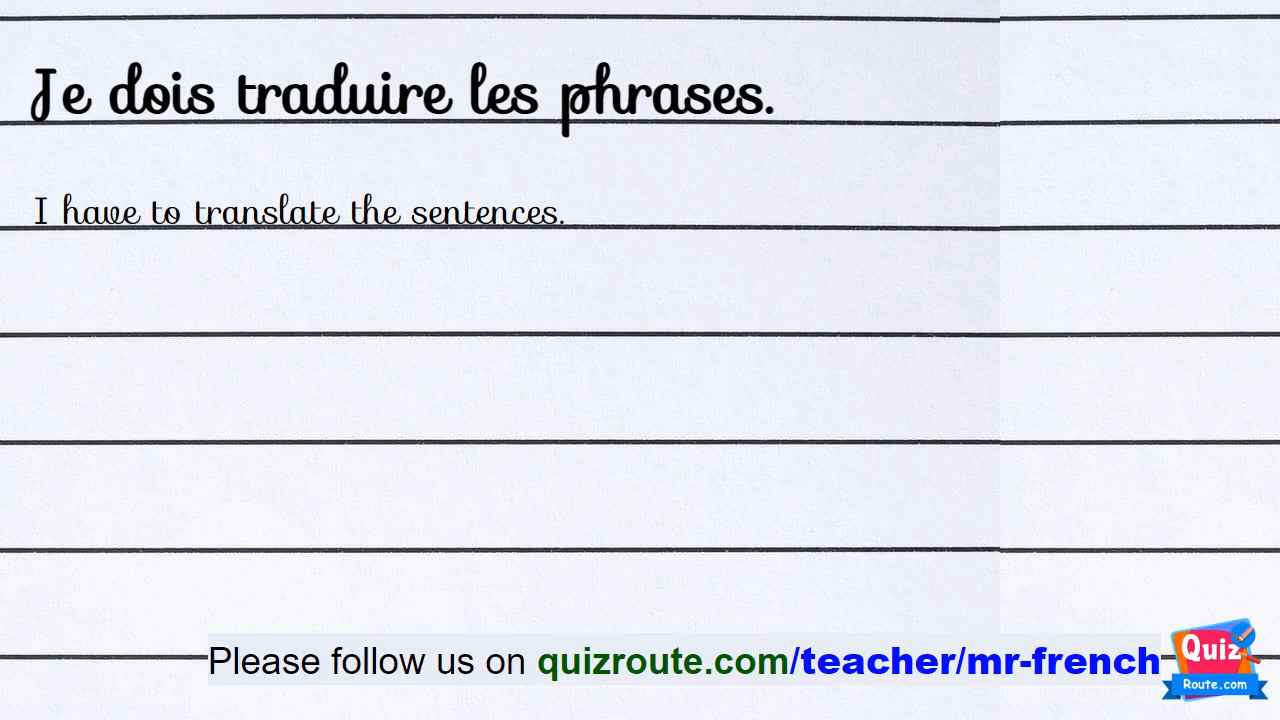 Je dois traduire les phrases.
I have to translate the sentences.
Please follow us on quizroute.com/teacher/mr-french
Quiz
Route.com